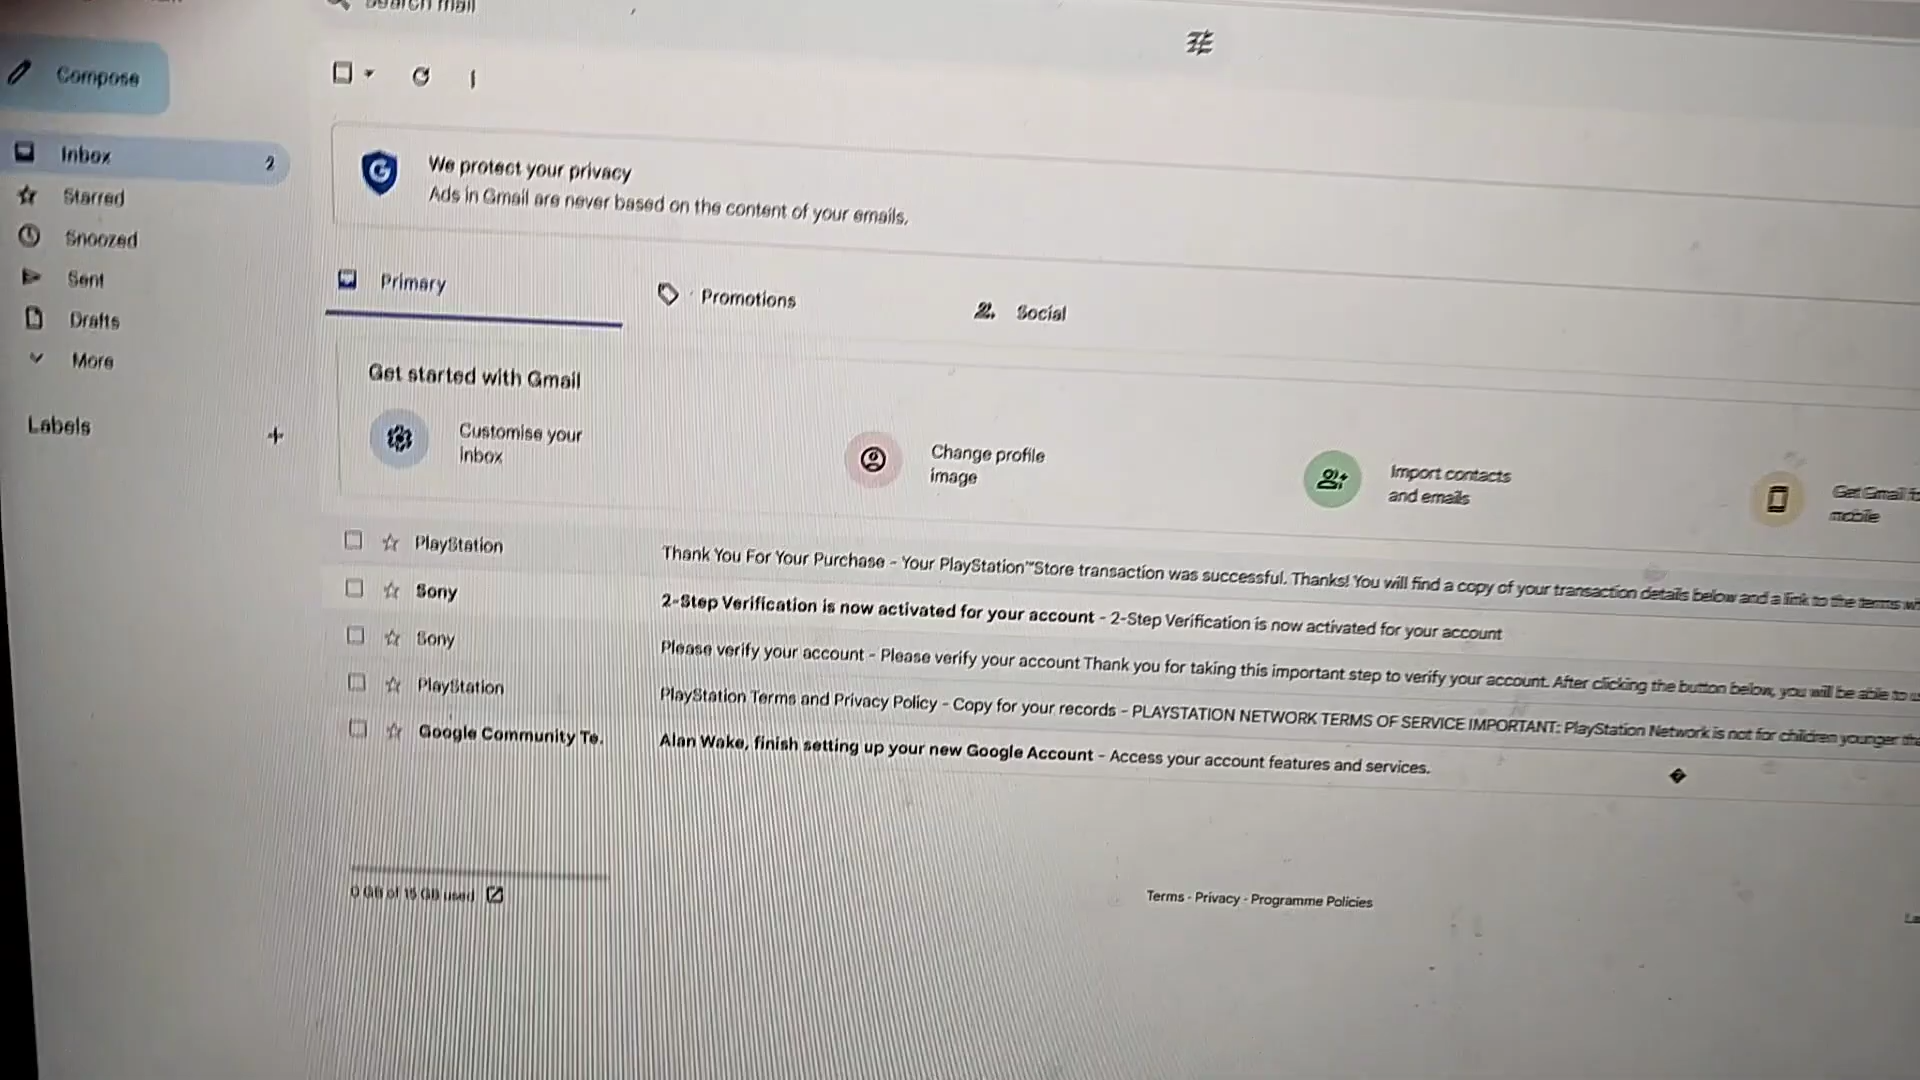 Search mail
Compose
Inbox 2
Starred
Snoozed
Sent
Drafts
More
Labels
We protect your privacy
Ads in Gmail are never based on the content of your emails.
Primary
Promotions
Social
Get started with Gmail
Customise your
inbox
Change profile
image
Import contacts
and emails
Get Gmail
mobile
PlayStation Thank You For Your Purchase - Your PlayStation™Store transaction was successful. Thanks! You will find a copy of your transaction details below and a link to the terms
Sony 2-Step Verification is now activated for your account - 2-Step Verification is now activated for your account
Sony Please verify your account - Please verify your account Thank you for taking this important step to verify your account. After clicking the button below, you will be able to
PlayStation PlayStation Terms and Privacy Policy - Copy for your records - PLAYSTATION NETWORK TERMS OF SERVICE IMPORTANT: PlayStation Network is not for children younger
Google Community Te. Alan Wake, finish setting up your new Google Account - Access your account features and services.
0 GB of 15 GB used
Terms - Privacy - Programme Policies